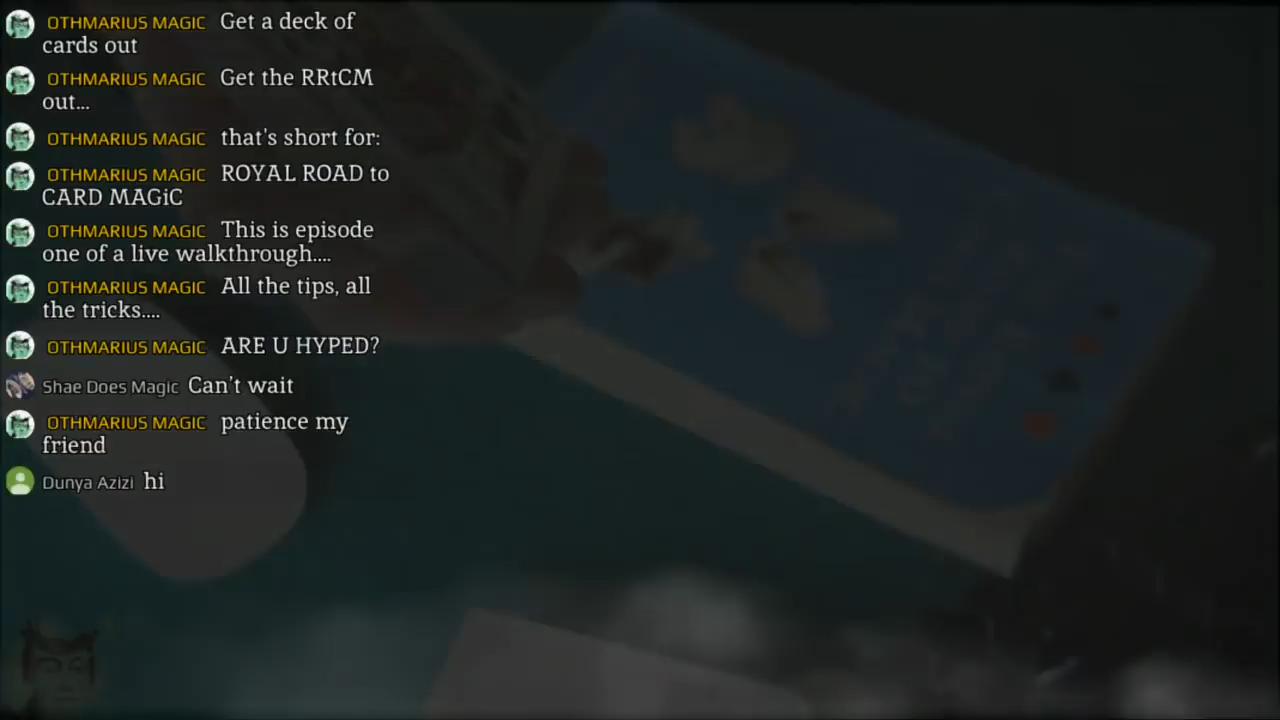 OTHMARIUS MAGIC Get a deck of
cards out
OTHMARIUS MAGIC Get the RRtCM
out...
OTHMARIUS MAGIC that's short for:
OTHMARIUS MAGIC ROYAL ROAD to
CARD MAGiC
OTHMARIUS MAGIC This is episode
one of a live walkthrough....
OTHMARIUS MAGIC All the tips, all
the tricks....
OTHMARIUS MAGIC ARE U HYPED?
Shae Does Magic Can't wait
OTHMARIUS MAGIC patience my
friend
Dunya Azizi hi